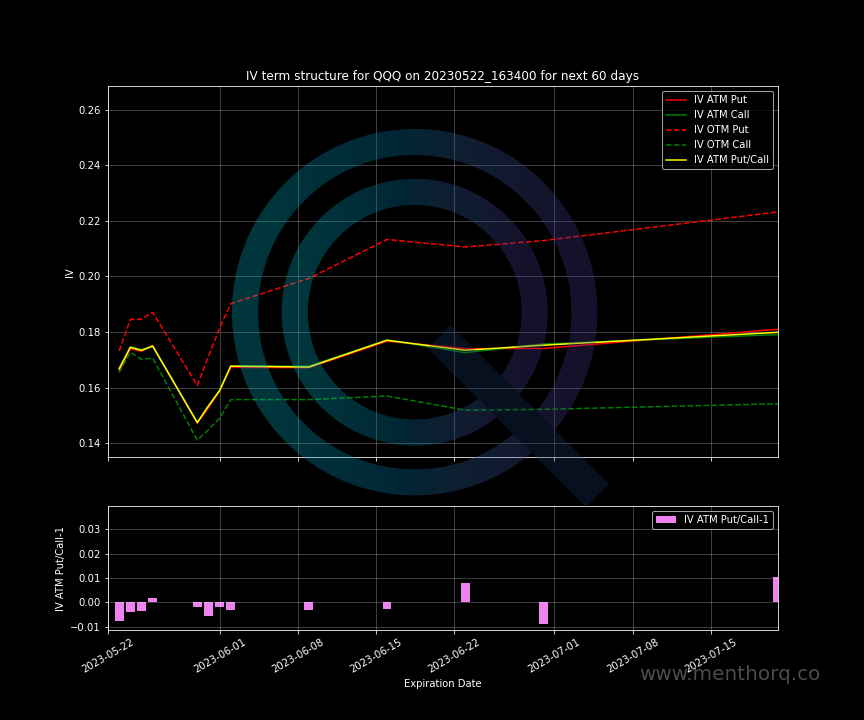 IV term structure for QQQ on 20230522_163400 for next 60 days
IV ATM Put
IV ATM Call
IV OTM Put
IV OTM Call
IV ATM Put/Call
0.26
0.24
0.22
0.20
0.18
0.16
0.14
IV
IV ATM Put/Call-1
0.03
0.02
0.01
0.00
−0.01
IV ATM Put/Call-1
2023-05-22
2023-06-01
2023-06-08
2023-06-15
2023-06-22
2023-07-01
2023-07-08
2023-07-15
Expiration Date
www.menthorq.co